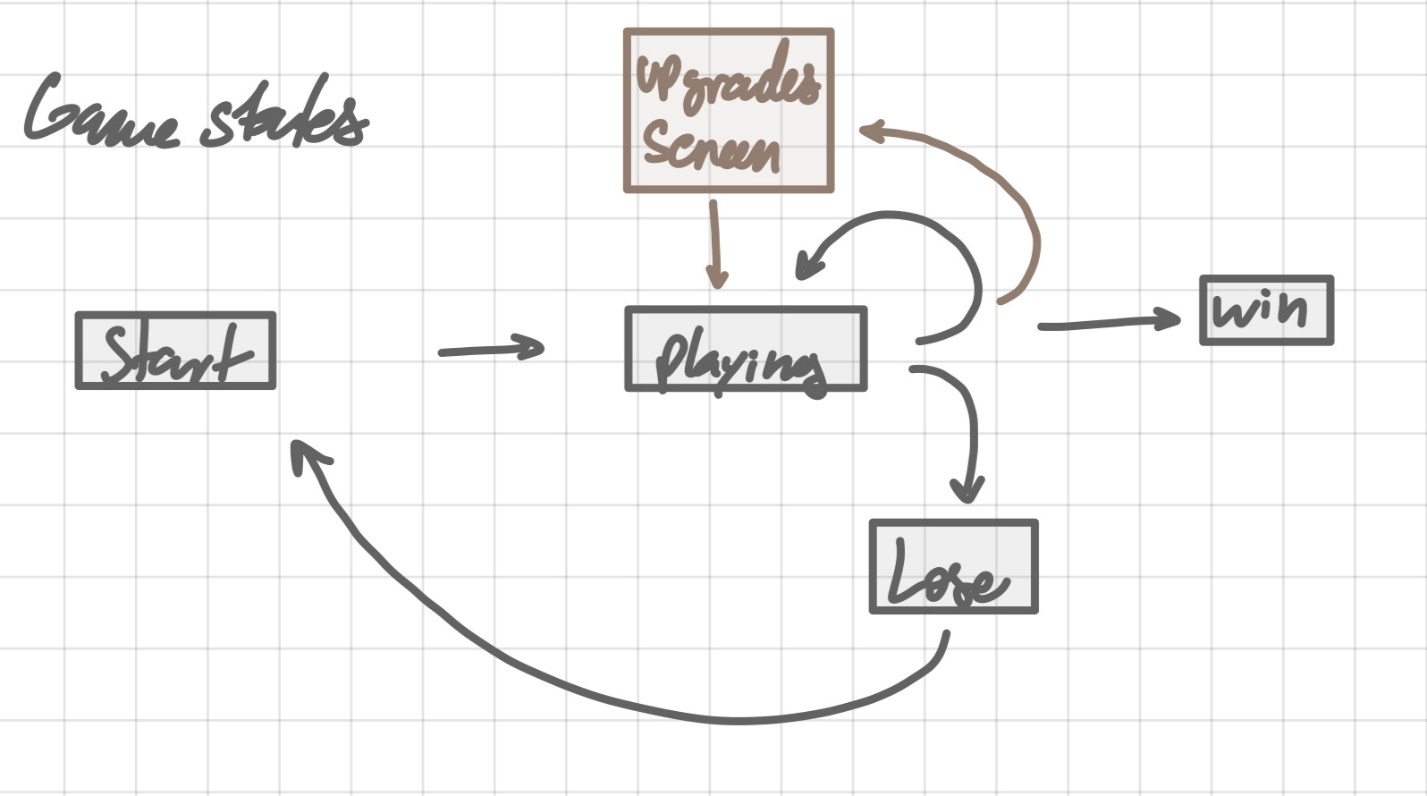 Game states
upgrades
Screen
Start
playing
win
Lose